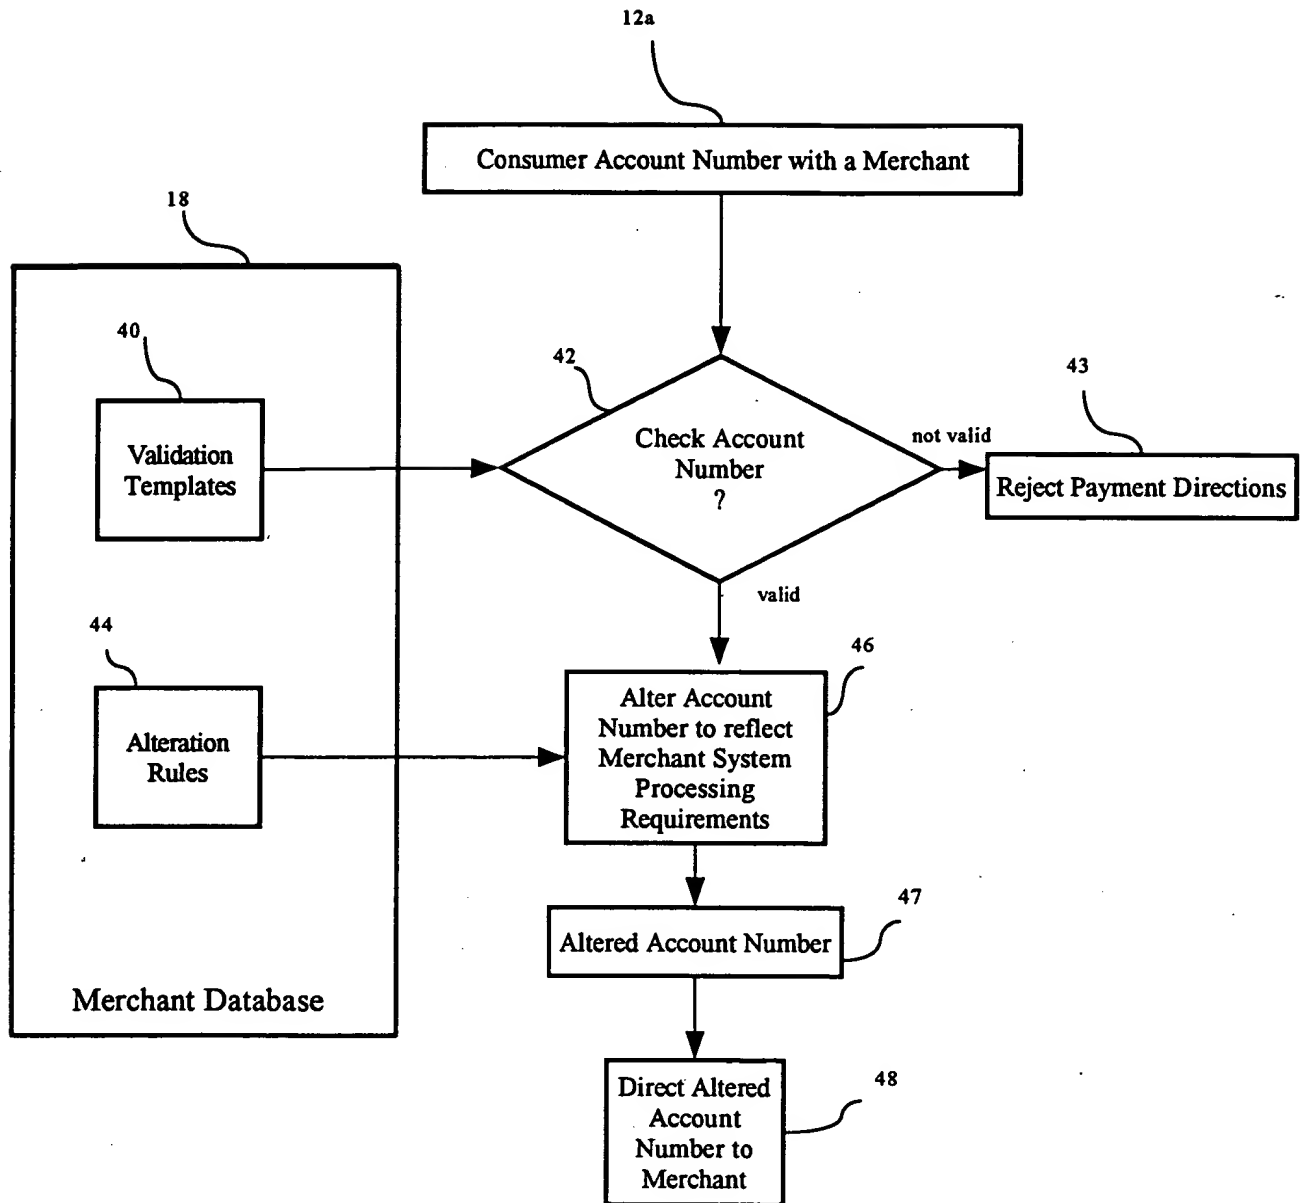 12a
Consumer Account Number with a Merchant
18
40
Validation
Templates
42
Check Account
Number
?
not valid
43
Reject Payment Directions
valid
44
Alteration
Rules
46
Alter Account
Number to reflect
Merchant System
Processing
Requirements
47
Altered Account Number
Merchant Database
48
Direct Altered
Account
Number to
Merchant